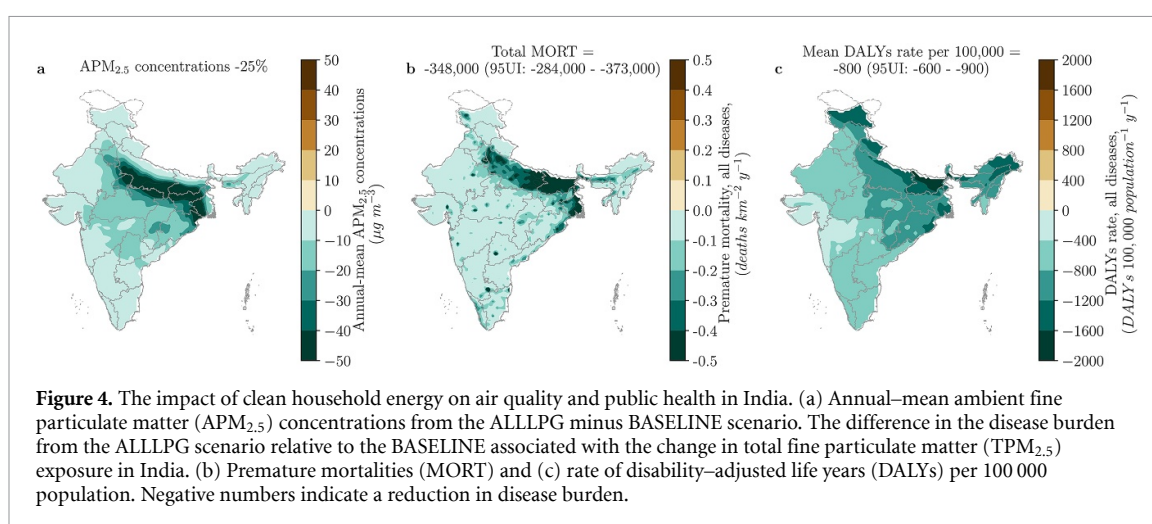 a
APM2.5 concentrations -25%
50
40
30
20
10
0
−10
−20
−30
−40
−50
Annual-mean APM2.5 concentrations
(μg m−3)
b
Total MORT =
-348,000 (95UI: -284,000 - -373,000)
0.5
0.4
0.3
0.2
0.1
0
-0.1
-0.2
-0.3
-0.4
-0.5
Premature mortality, all diseases,
(deaths km−2 y−1)
c
Mean DALYs rate per 100,000 =
-800 (95UI: -600 - -900)
2000
1600
1200
800
400
0
−400
−800
−1200
−1600
−2000
DALYs rate, all diseases,
(DALYs 100,000 population−1 y−1)
Figure 4. The impact of clean household energy on air quality and public health in India. (a) Annual–mean ambient fine
particulate matter (APM2.5) concentrations from the ALLLPG minus BASELINE scenario. The difference in the disease burden
from the ALLLPG scenario relative to the BASELINE associated with the change in total fine particulate matter (TPM2.5)
exposure in India. (b) Premature mortalities (MORT) and (c) rate of disability–adjusted life years (DALYs) per 100 000
population. Negative numbers indicate a reduction in disease burden.